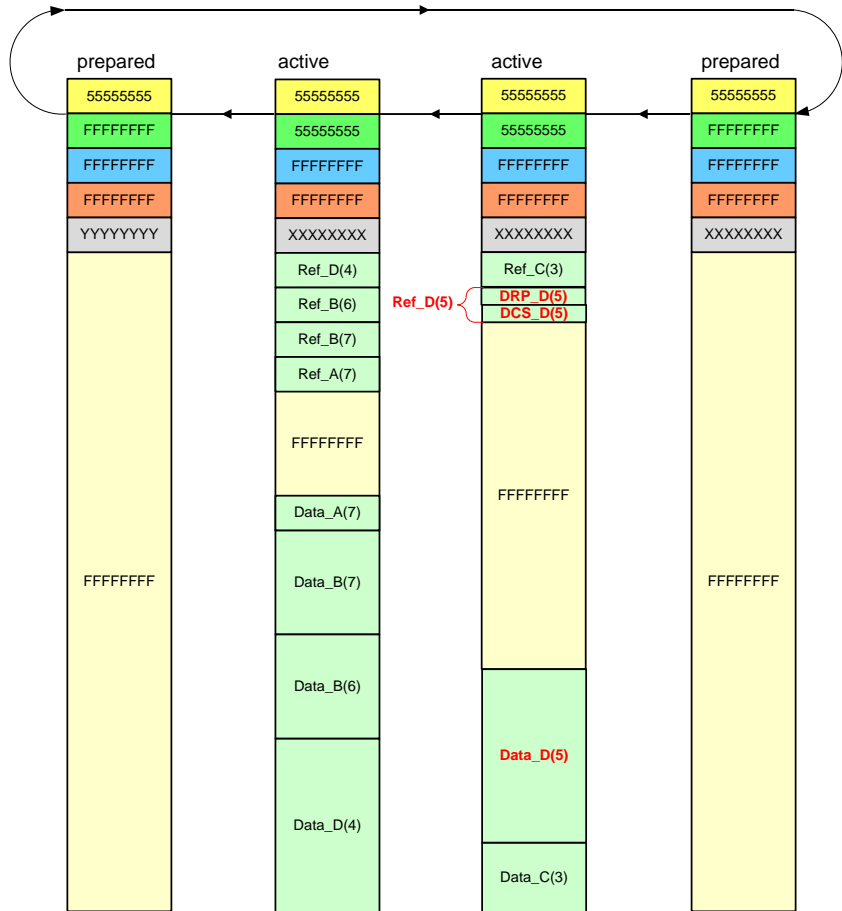 prepared
55555555
FFFFFFFF
FFFFFFFF
FFFFFFFF
YYYYYYYY
FFFFFFFF
active
55555555
55555555
FFFFFFFF
FFFFFFFF
XXXXXXXX
Ref_D(4)
Ref_B(6)
Ref_B(7)
Ref_A(7)
FFFFFFFF
Data_A(7)
Data_B(7)
Data_B(6)
Data_D(4)
active
55555555
55555555
FFFFFFFF
FFFFFFFF
XXXXXXXX
Ref_C(3)
Ref_D(5)
DRP_D(5)
DCS_D(5)
FFFFFFFF
Data_D(5)
Data_C(3)
prepared
55555555
FFFFFFFF
FFFFFFFF
FFFFFFFF
XXXXXXXX
FFFFFFFF